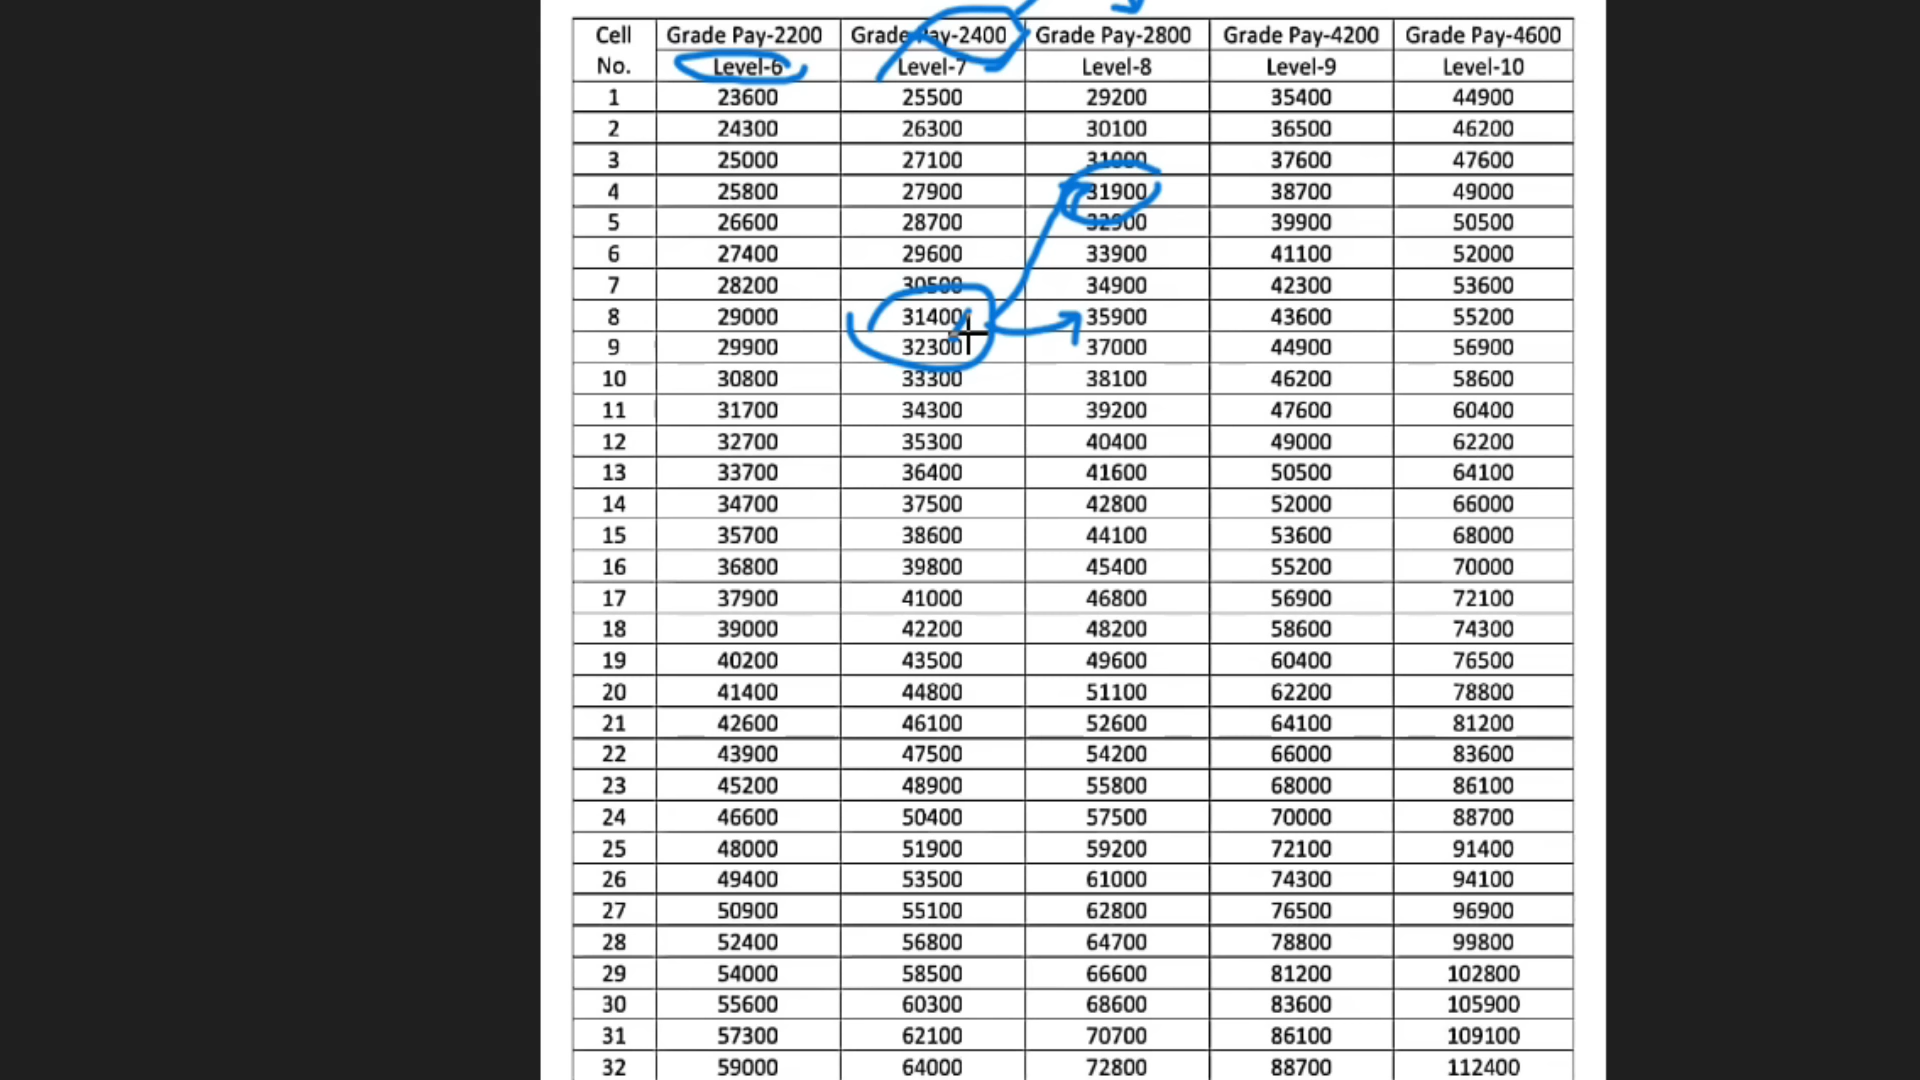 Cell Grade Pay-2200 Grade Pay-2400 Grade Pay-2800 Grade Pay-4200 Grade Pay-4600
No. Level-6 Level-7 Level-8 Level-9 Level-10
1 23600 25500 29200 35400 44900
2 24300 26300 30100 36500 46200
3 25000 27100 31000 37600 47600
4 25800 27900 31900 38700 49000
5 26600 28700 32900 39900 50500
6 27400 29600 33900 41100 52000
7 28200 30500 34900 42300 53600
8 29000 31400 35900 43600 55200
9 29900 32300 37000 44900 56900
10 30800 33300 38100 46200 58600
11 31700 34300 39200 47600 60400
12 32700 35300 40400 49000 62200
13 33700 36400 41600 50500 64100
14 34700 37500 42800 52000 66000
15 35700 38600 44100 53600 68000
16 36800 39800 45400 55200 70000
17 37900 41000 46800 56900 72100
18 39000 42200 48200 58600 74300
19 40200 43500 49600 60400 76500
20 41400 44800 51100 62200 78800
21 42600 46100 52600 64100 81200
22 43900 47500 54200 66000 83600
23 45200 48900 55800 68000 86100
24 46600 50400 57500 70000 88700
25 48000 51900 59200 72100 91400
26 49400 53500 61000 74300 94100
27 50900 55100 62800 76500 96900
28 52400 56800 64700 78800 99800
29 54000 58500 66600 81200 102800
30 55600 60300 68600 83600 105900
31 57300 62100 70700 86100 109100
32 59000 64000 72800 88700 112400